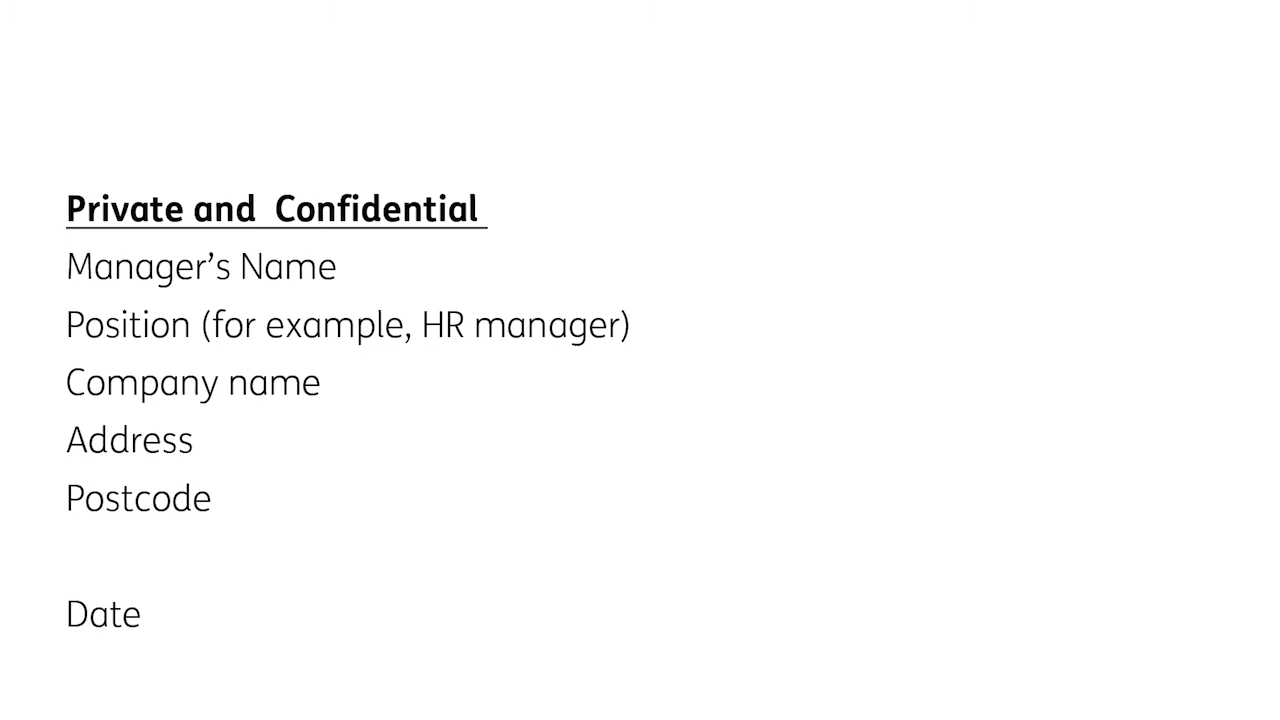 Private and  Confidential
Manager’s Name
Position (for example, HR manager)
Company name
Address
Postcode
Date